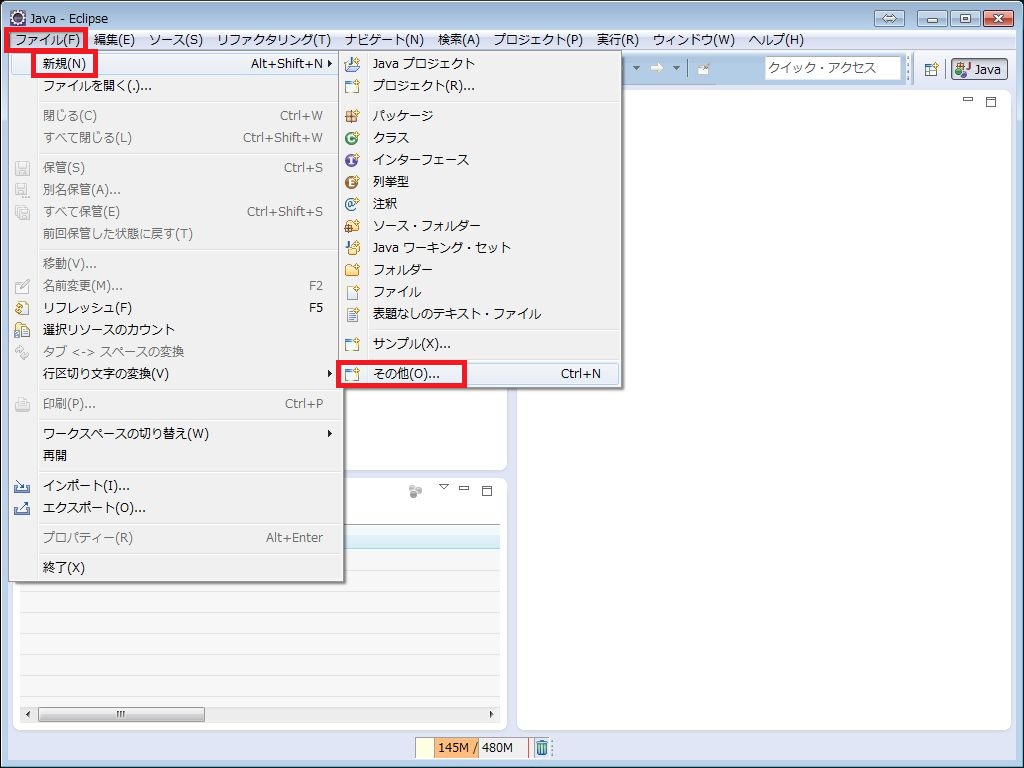 Java - Eclipse
ファイル(F) 編集(E) ソース(S) リファクタリング(T) ナビゲート(N) 検索(A) プロジェクト(P) 実行(R) ウィンドウ(W) ヘルプ(H)
クイック・アクセス Java
新規(N) Alt+Shift+N
ファイルを開く(.)...
閉じる(C) Ctrl+W
すべて閉じる(L) Ctrl+Shift+W
保管(S) Ctrl+S
別名保管(A)...
すべて保管(E) Ctrl+Shift+S
前回保管した状態に戻す(T)
移動(V)...
名前変更(M)... F2
リフレッシュ(F) F5
選択リソースのカウント
タブ <-> スペースの変換
行区切り文字の変換(V)
印刷(P)... Ctrl+P
ワークスペースの切り替え(W)
再開
インポート(I)...
エクスポート(O)...
プロパティー(R) Alt+Enter
終了(X)
Java プロジェクト
プロジェクト(R)...
パッケージ
クラス
インターフェース
列挙型
注釈
ソース・フォルダー
Java ワーキング・セット
フォルダー
ファイル
表題なしのテキスト・ファイル
サンプル(X)...
その他(O)... Ctrl+N
145M / 480M